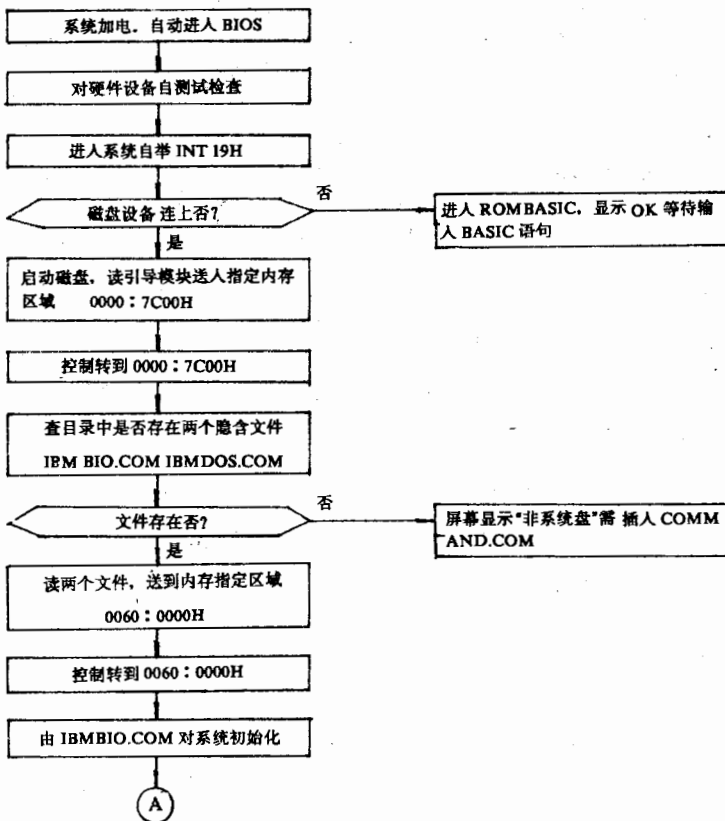 系统加电．自动进入 BIOS
对硬件设备自测试检查
进入系统自举 INT 19H
磁盘设备连上否？
否
进入 ROMBASIC，显示 OK 等待输
入 BASIC 语句
是
启动磁盘，读引导模块送入指定内存
区域 0000：7C00H
控制转到 0000：7C00H
查目录中是否存在两个隐含文件
IBM BIO.COM IBMDOS.COM
文件存在否？
否
屏幕显示"非系统盘"需 插入 COMM
AND.COM
是
读两个文件，送到内存指定区域
0060：0000H
控制转到 0060：0000H
由 IBMBIO.COM 对系统初始化
A